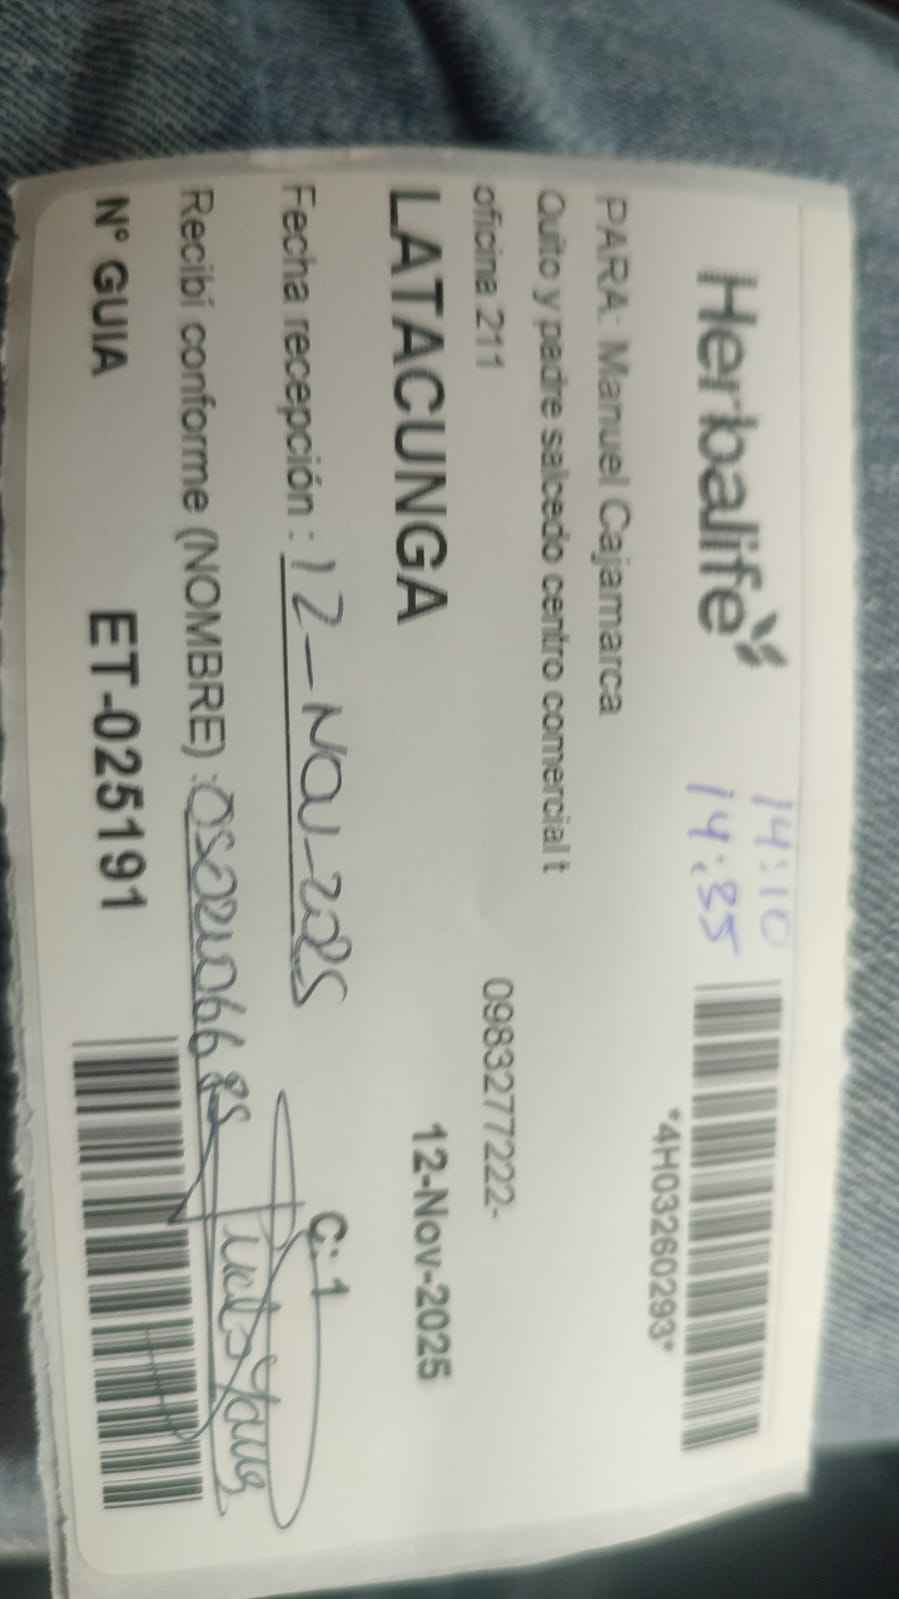 Herbalife
14:10
14:35
*4H03260293*
PARA: Manuel Cajamarca
Quito y padre salcedo centro comercial t
oficina 211
0983277222-
LATACUNGA
12-Nov-2025
Fecha recepción : 12-Nov-2025
C: 1
Recibí conforme (NOMBRE) :
N° GUIA
ET-025191